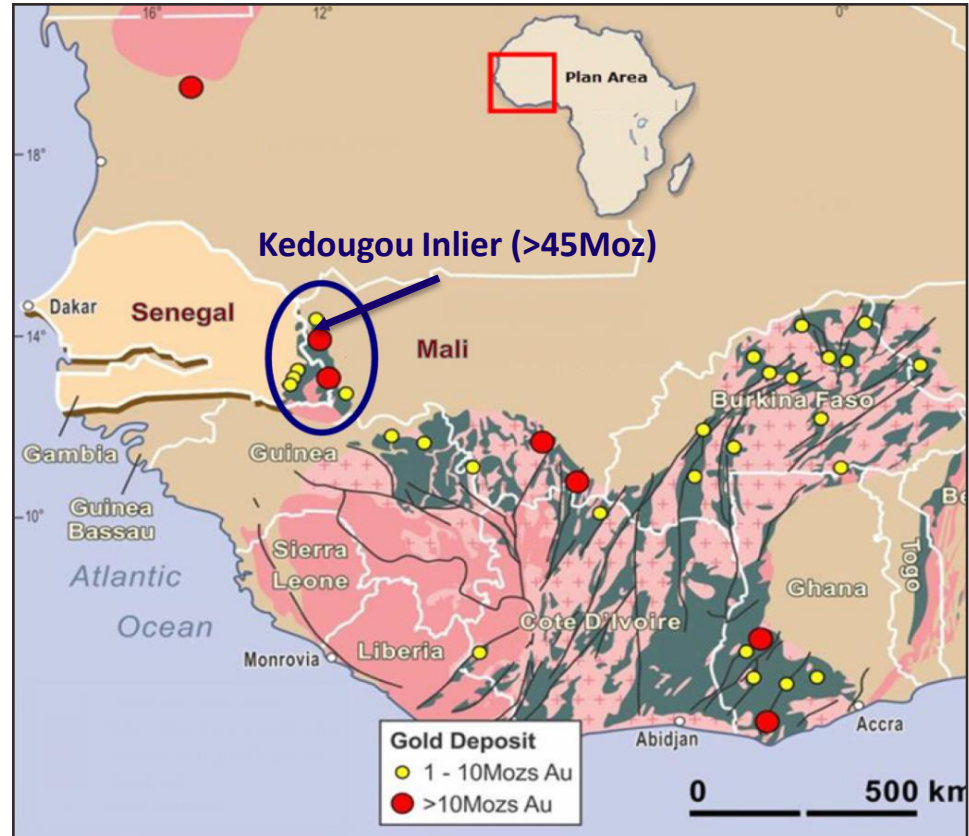 16°
12°
0°
Plan Area
18°
Kedougou Inlier (>45Moz)
Dakar
Senegal
14°
Mali
Burkina Faso
Gambia
Guinea
Guinea
Bassau
10°
Be
Togo
Sierra
Leone
Ghana
Atlantic
Ocean
Cote D'Ivoire
Liberia
Monrovia
Gold Deposit
1 - 10Mozs Au
>10Mozs Au
Abidjan
Accra
0 500 km